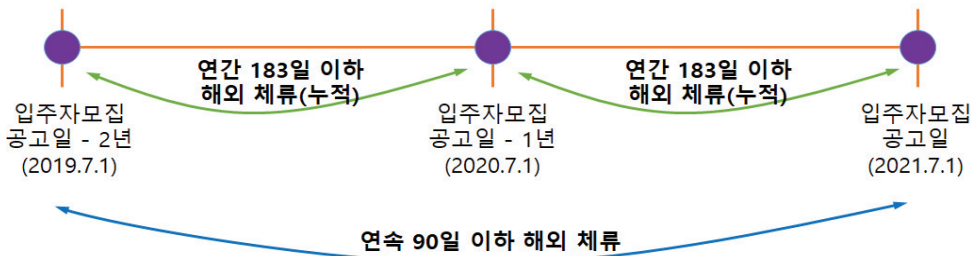 연간 183일 이하
해외 체류(누적)
연간 183일 이하
해외 체류(누적)
입주자모집
공고일 - 2년
(2019.7.1)
입주자모집
공고일 - 1년
(2020.7.1)
입주자모집
공고일
(2021.7.1)
연속 90일 이하 해외 체류